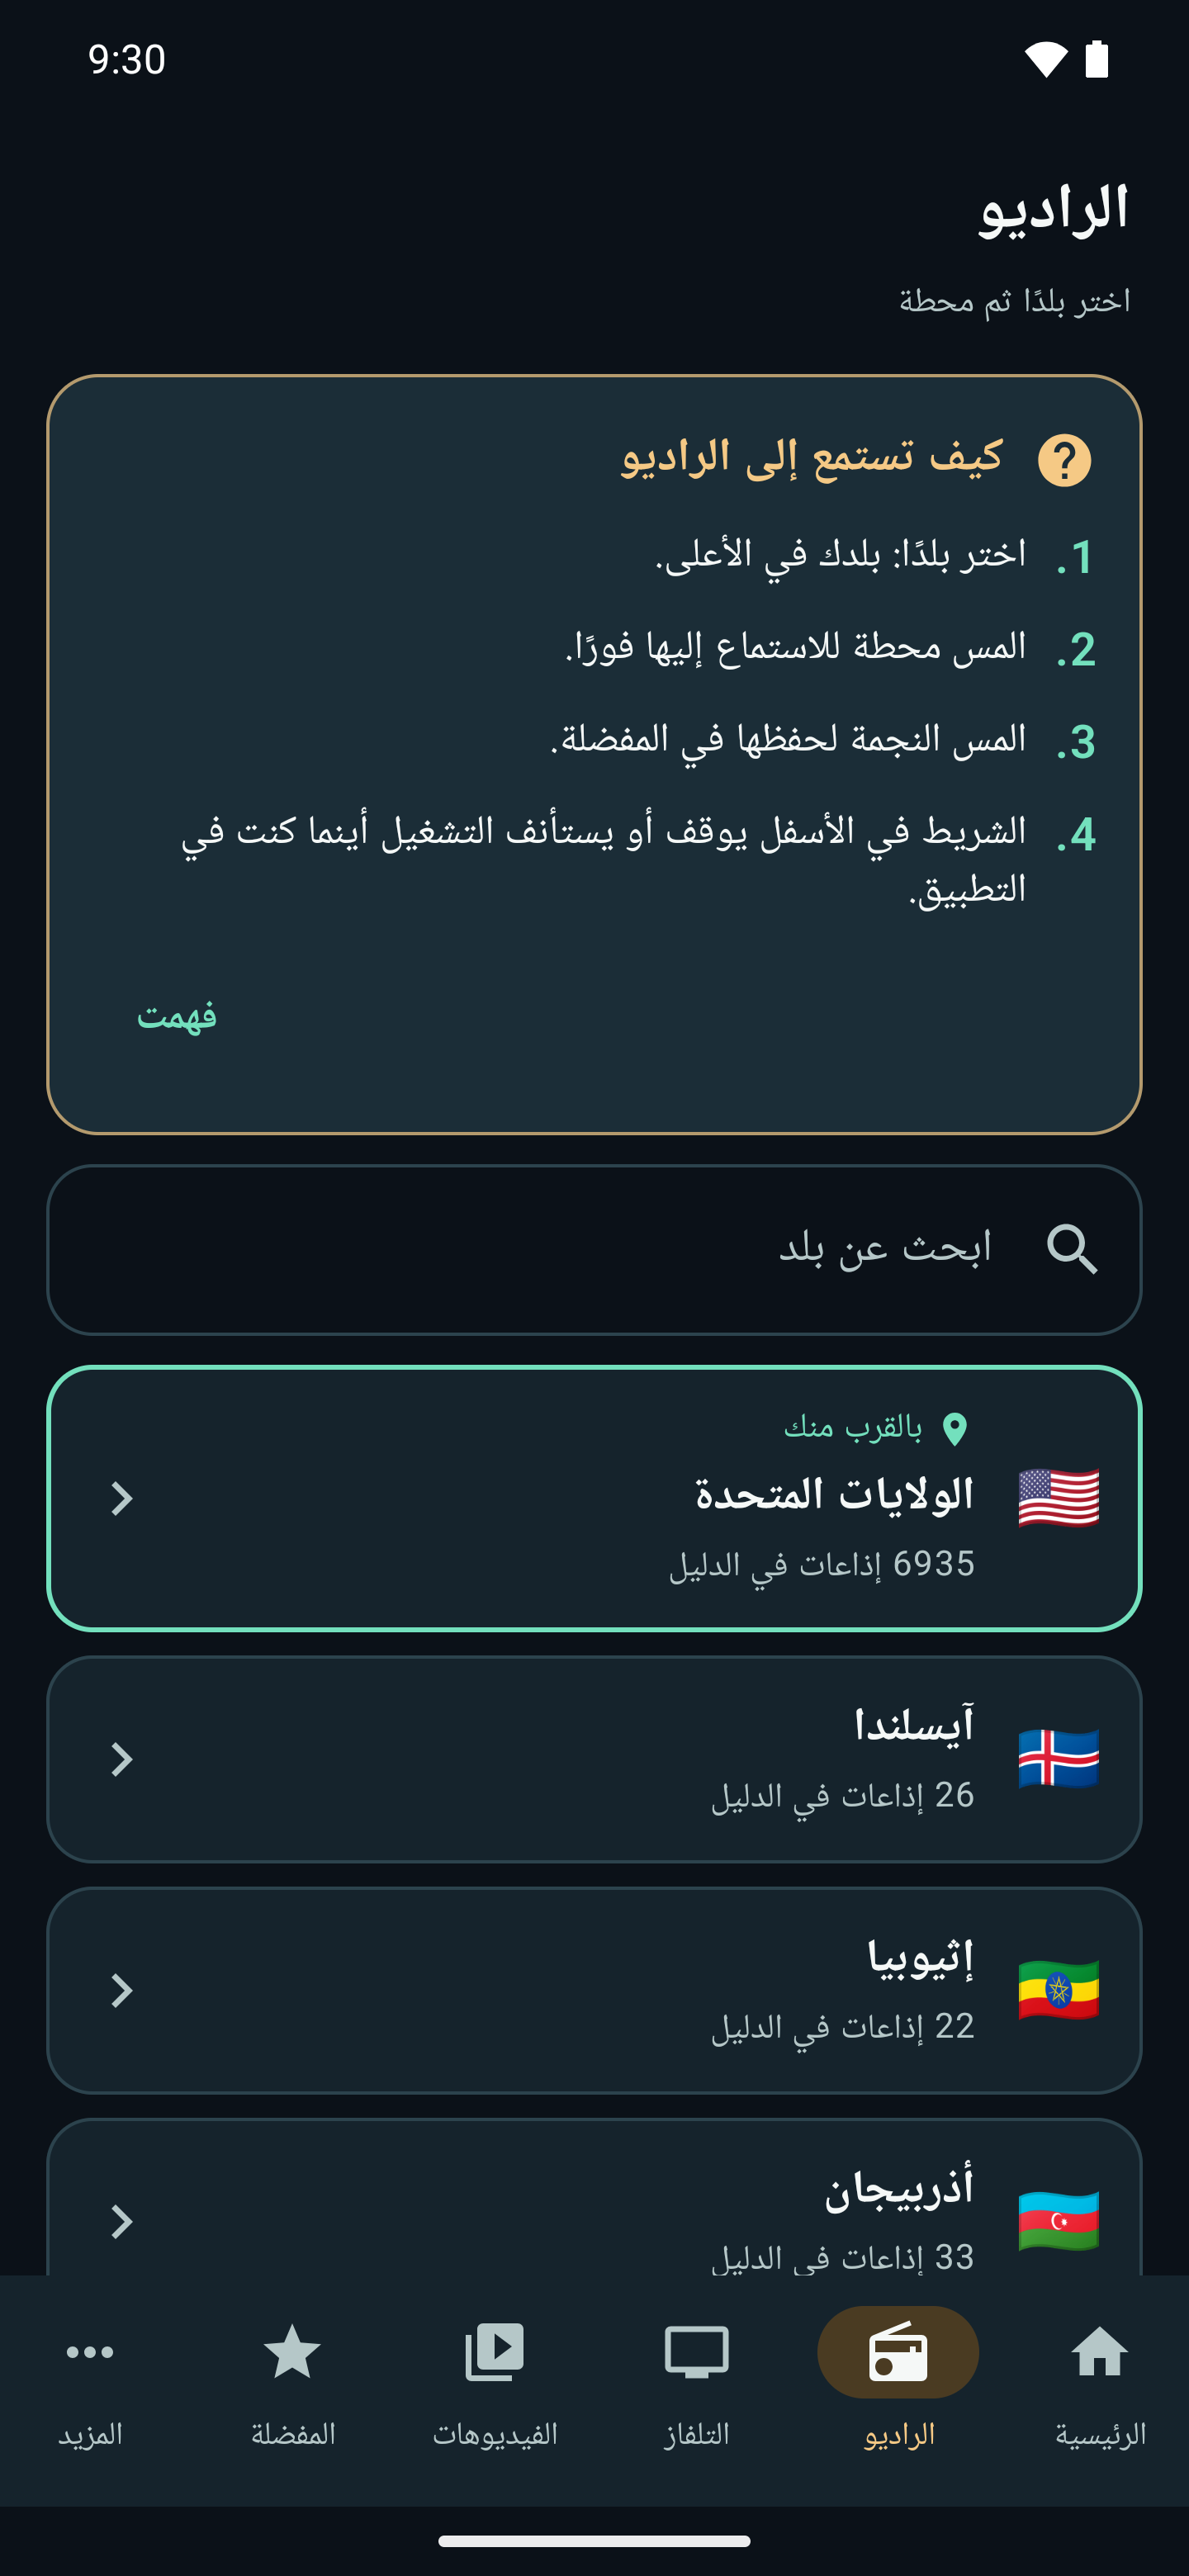 9:30
الراديو
اختر بلدًا ثم محطة
كيف تستمع إلى الراديو
1. اختر بلدًا: بلدك في الأعلى.
2. المس محطة للاستماع إليها فورًا.
3. المس النجمة لحفظها في المفضلة.
4. الشريط في الأسفل يوقف أو يستأنف التشغيل أينما كنت في
التطبيق.
فهمت
ابحث عن بلد
بالقرب منك
الولايات المتحدة
6935 إذاعات في الدليل
آيسلندا
26 إذاعات في الدليل
إثيوبيا
22 إذاعات في الدليل
أذربيجان
33 إذاعات في الدليل
الرئيسية
الراديو
التلفاز
الفيديوهات
المفضلة
المزيد